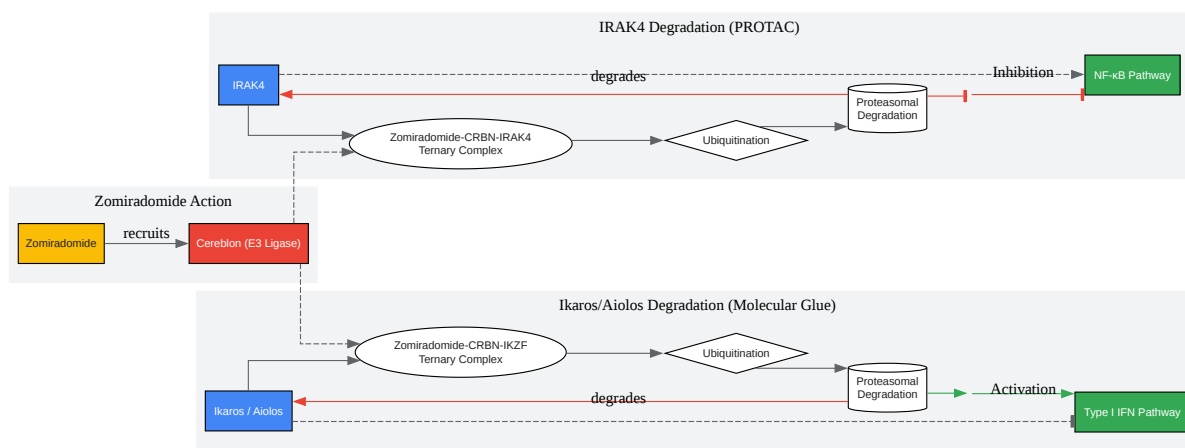 IRAK4 Degradation (PROTAC)
IRAK4
degrades
Inhibition
NF-κB Pathway
Proteasomal
Degradation
Zomiradomide-CRBN-IRAK4
Ternary Complex
Ubiquitination
Zomiradomide Action
Zomiradomide
recruits
Cereblon (E3 Ligase)
Ikaros/Aiolos Degradation (Molecular Glue)
Zomiradomide-CRBN-IKZF
Ternary Complex
Ubiquitination
Proteasomal
Degradation
Activation
Ikaros / Aiolos
degrades
Type I IFN Pathway